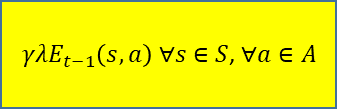 γλE_{t−1}(s, a) ∀s ∈ S, ∀a ∈ A